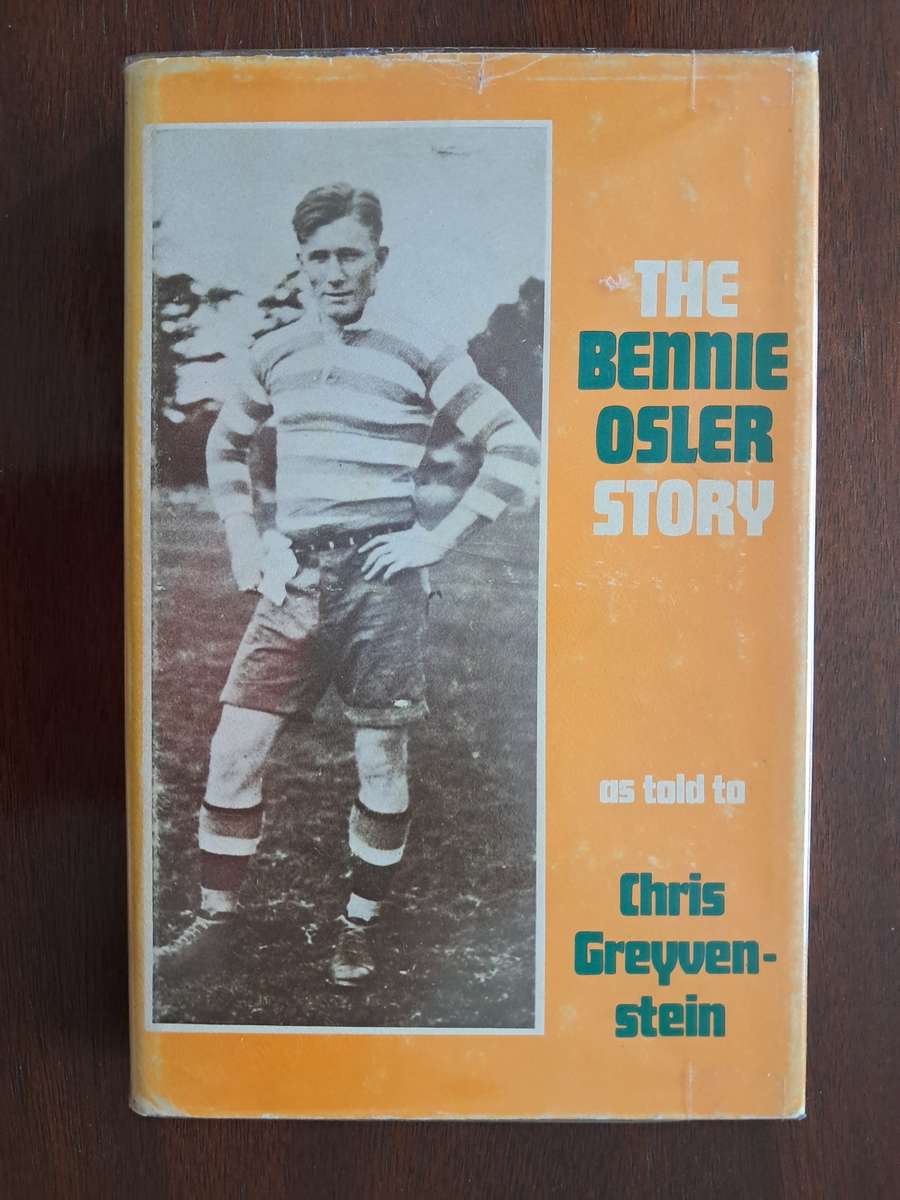 THE
BENNIE
OSLER
STORY
as told to
Chris
Greyven-
stein